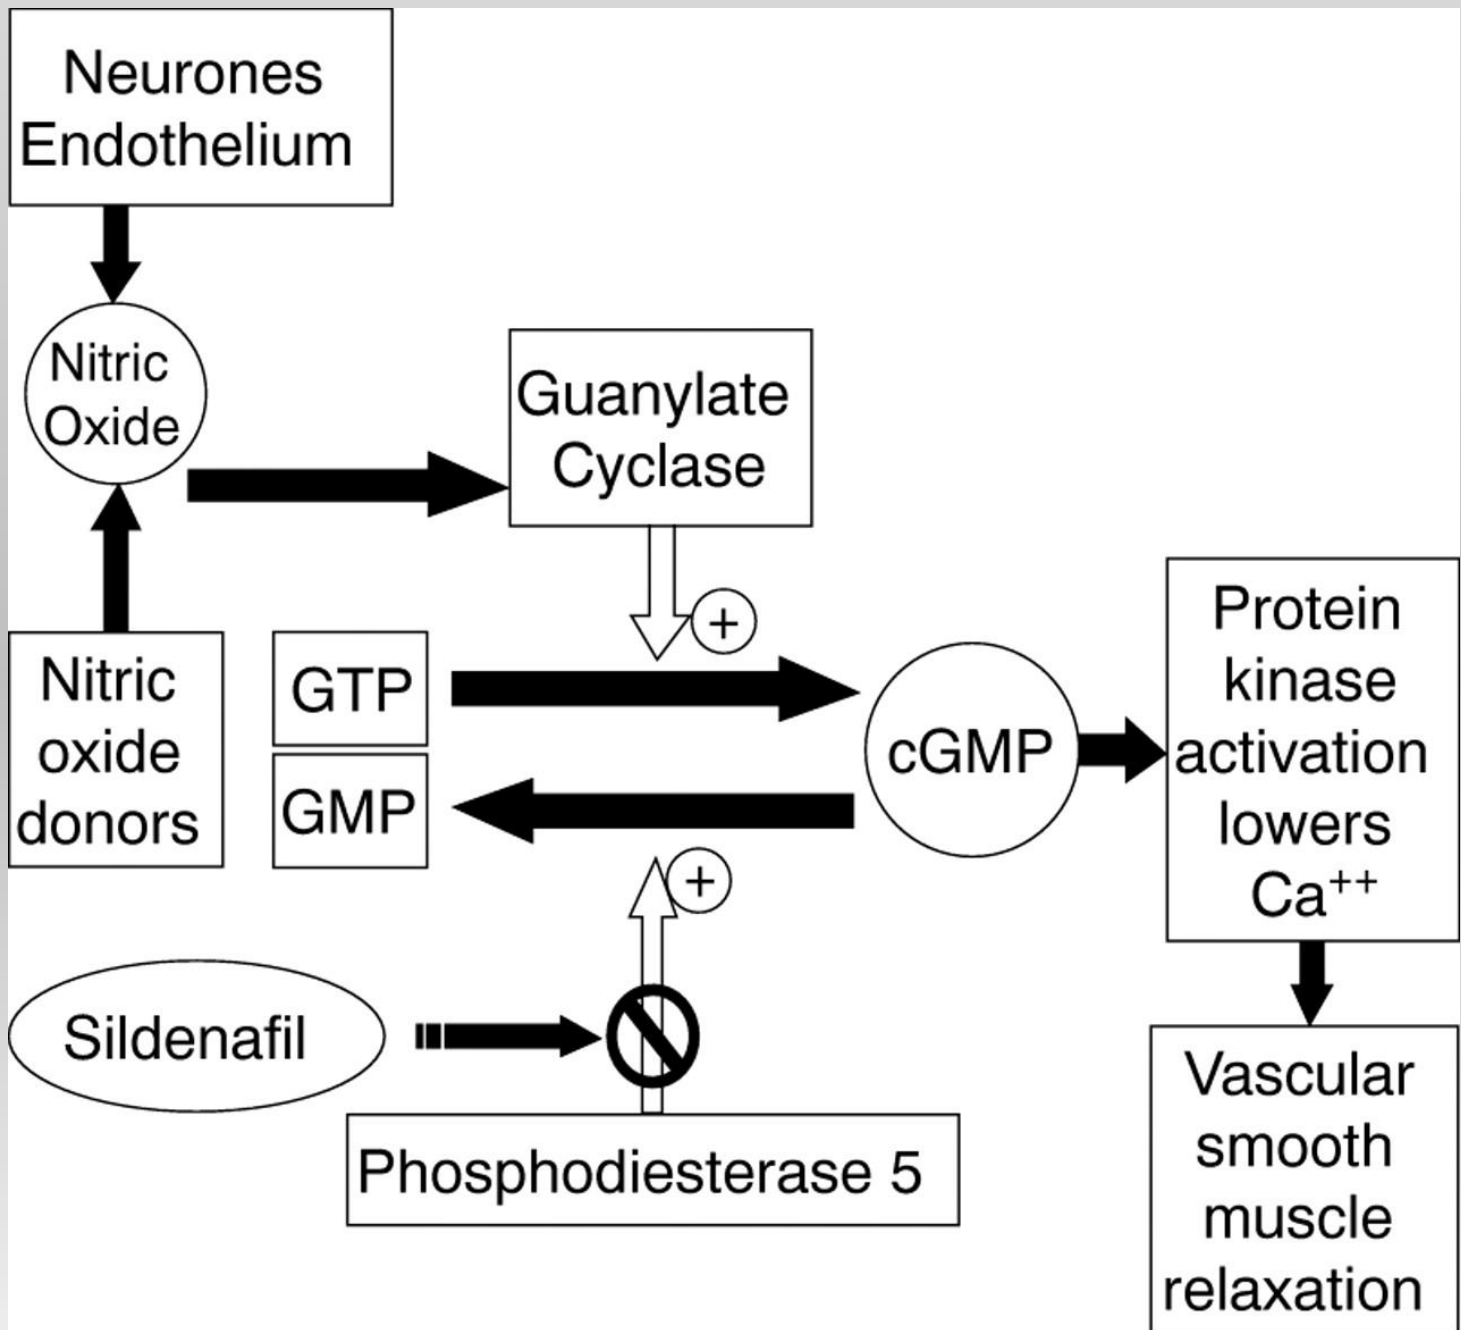 Neurones
Endothelium
Nitric
Oxide
Guanylate
Cyclase
+
Nitric
oxide
donors
GTP
GMP
cGMP
Protein
kinase
activation
lowers
Ca⁺⁺
+
Sildenafil
Phosphodiesterase 5
Vascular
smooth
muscle
relaxation